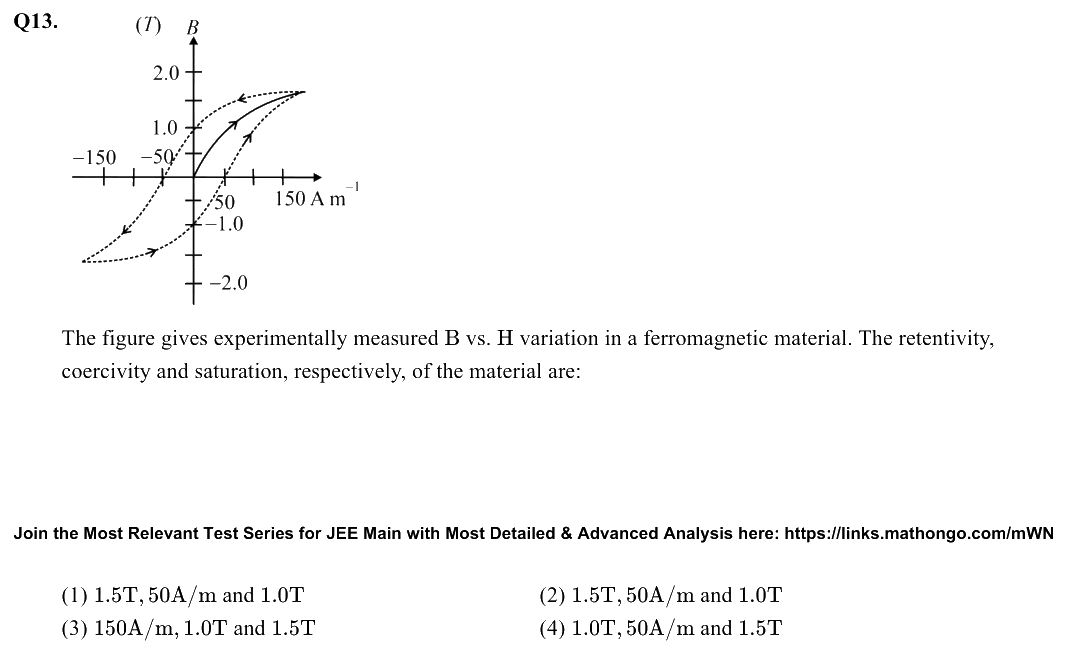 Q13.
(T) B
2.0
1.0
−150 −50
50 150 A m⁻¹
−1.0
−2.0
The figure gives experimentally measured B vs. H variation in a ferromagnetic material. The retentivity,
coercivity and saturation, respectively, of the material are:
Join the Most Relevant Test Series for JEE Main with Most Detailed & Advanced Analysis here: https://links.mathongo.com/mWN
(1) 1.5T, 50A/m and 1.0T (2) 1.5T, 50A/m and 1.0T
(3) 150A/m, 1.0T and 1.5T (4) 1.0T, 50A/m and 1.5T